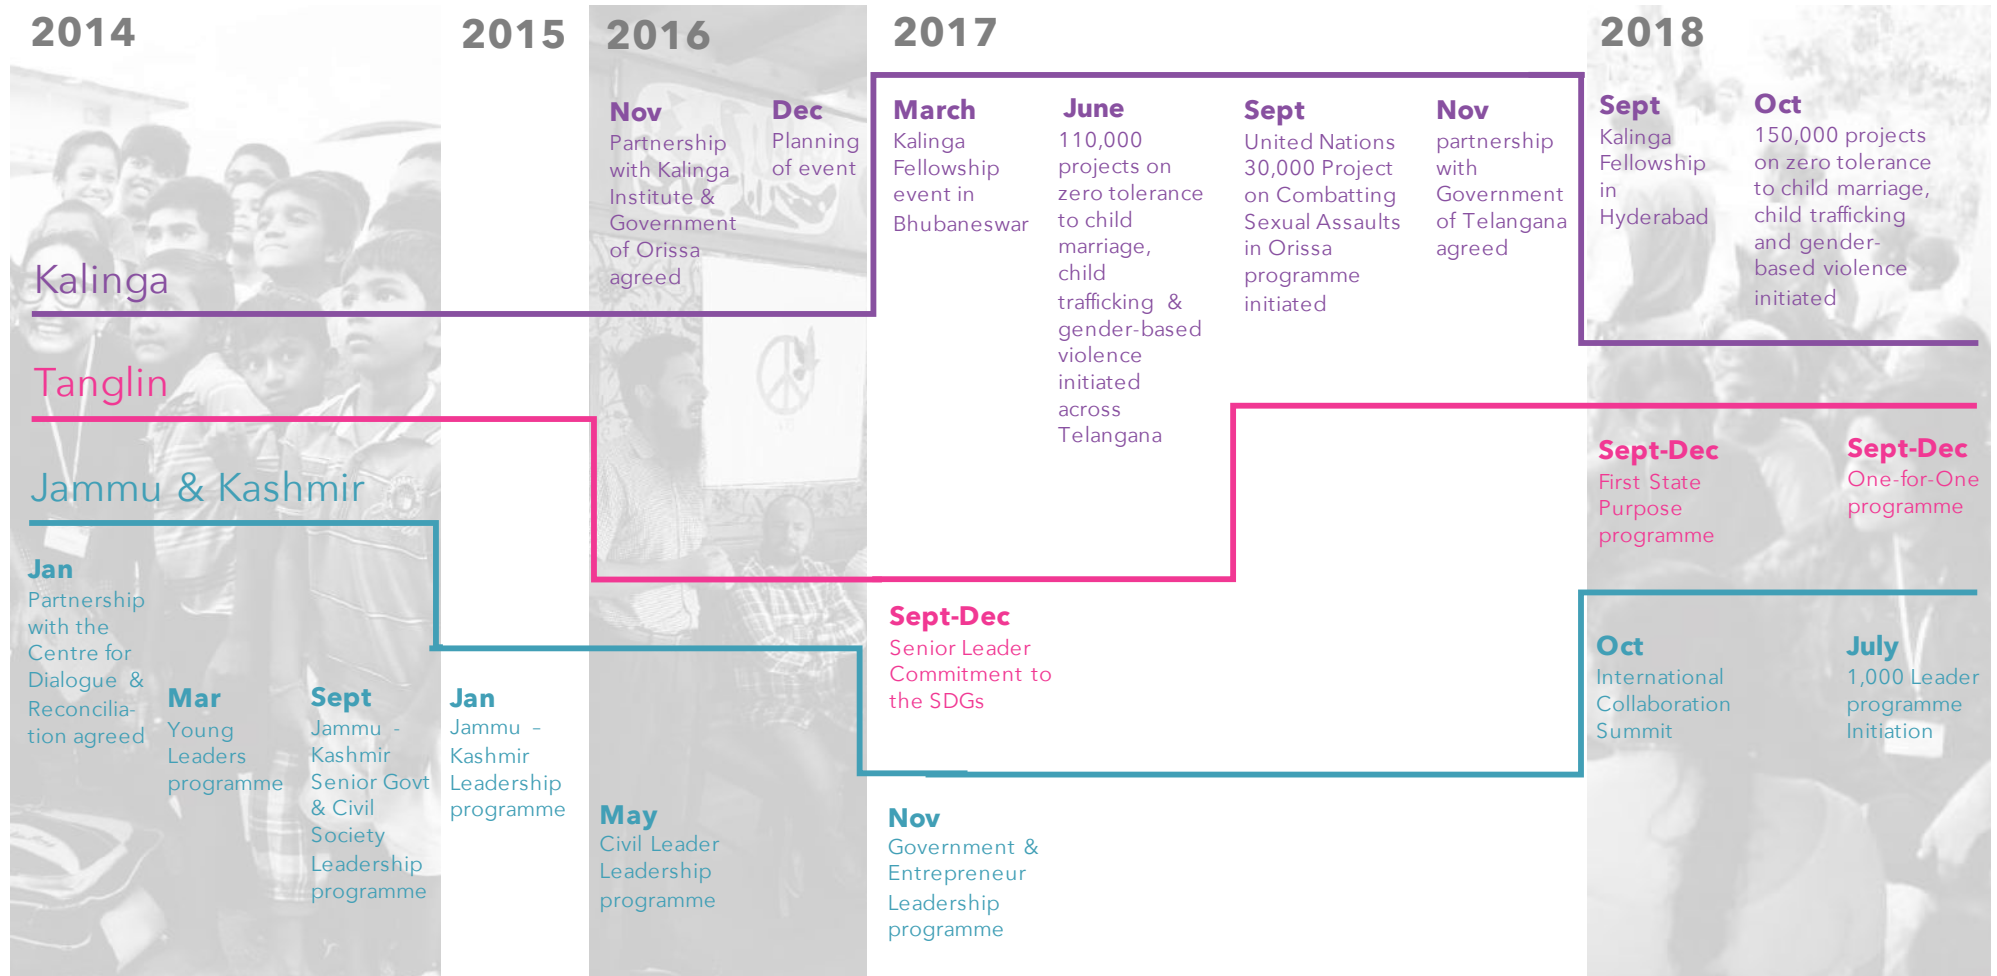 2014
2015
2016
2017
2018
Kalinga
Nov
Partnership
with Kalinga
Institute &
Government
of Orissa
agreed
Dec
Planning
of event
March
Kalinga
Fellowship
event in
Bhubaneswar
June
110,000
projects on
zero tolerance
to child
marriage,
child
trafficking &
gender-based
violence
initiated
across
Telangana
Sept
United Nations
30,000 Project
on Combatting
Sexual Assaults
in Orissa
programme
initiated
Nov
partnership
with
Government
of Telangana
agreed
Sept
Kalinga
Fellowship
in
Hyderabad
Oct
150,000 projects
on zero tolerance
to child marriage,
child trafficking
and gender-
based violence
initiated
Tanglin
Sept-Dec
Senior Leader
Commitment to
the SDGs
Sept-Dec
First State
Purpose
programme
Sept-Dec
One-for-One
programme
Jammu & Kashmir
Jan
Partnership
with the
Centre for
Dialogue &
Reconcilia-
tion agreed
Mar
Young
Leaders
programme
Sept
Jammu -
Kashmir
Senior Govt
& Civil
Society
Leadership
programme
Jan
Jammu –
Kashmir
Leadership
programme
May
Civil Leader
Leadership
programme
Nov
Government &
Entrepreneur
Leadership
programme
Oct
International
Collaboration
Summit
July
1,000 Leader
programme
Initiation